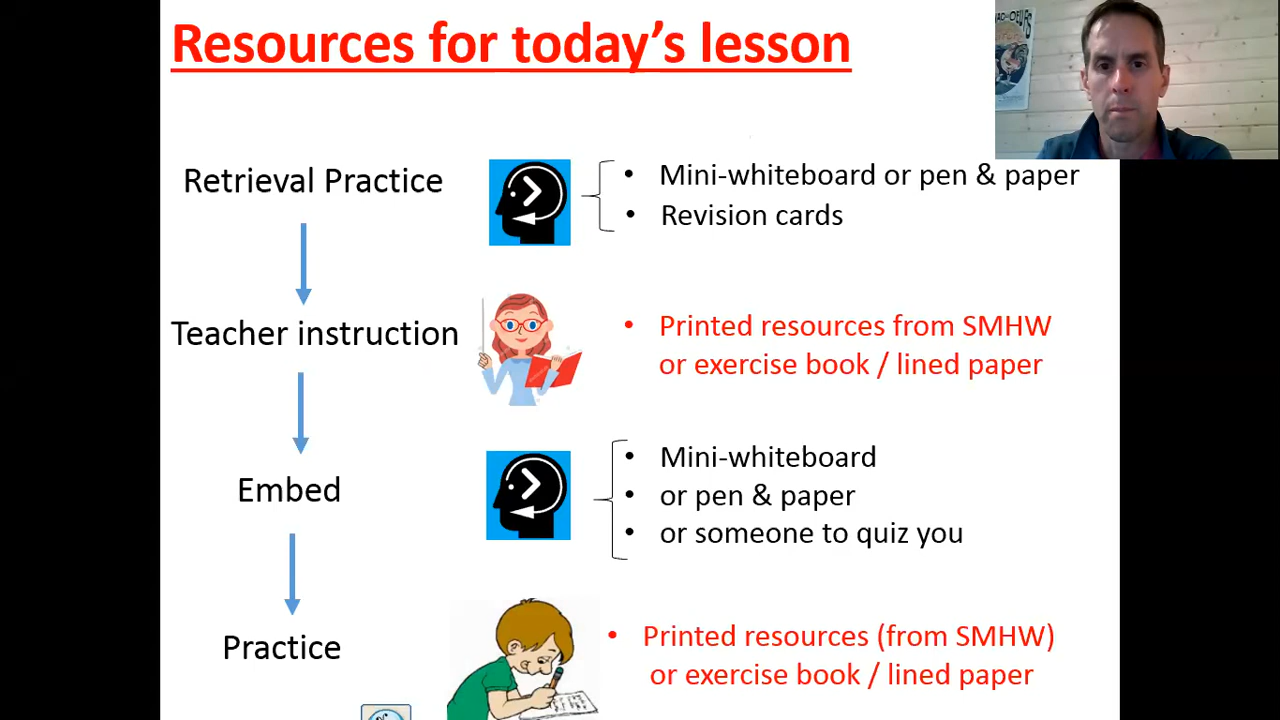 Resources for today's lesson
Retrieval Practice
• Mini-whiteboard or pen & paper
• Revision cards
Teacher instruction
• Printed resources from SMHW
or exercise book / lined paper
Embed
• Mini-whiteboard
• or pen & paper
• or someone to quiz you
Practice
• Printed resources (from SMHW)
or exercise book / lined paper